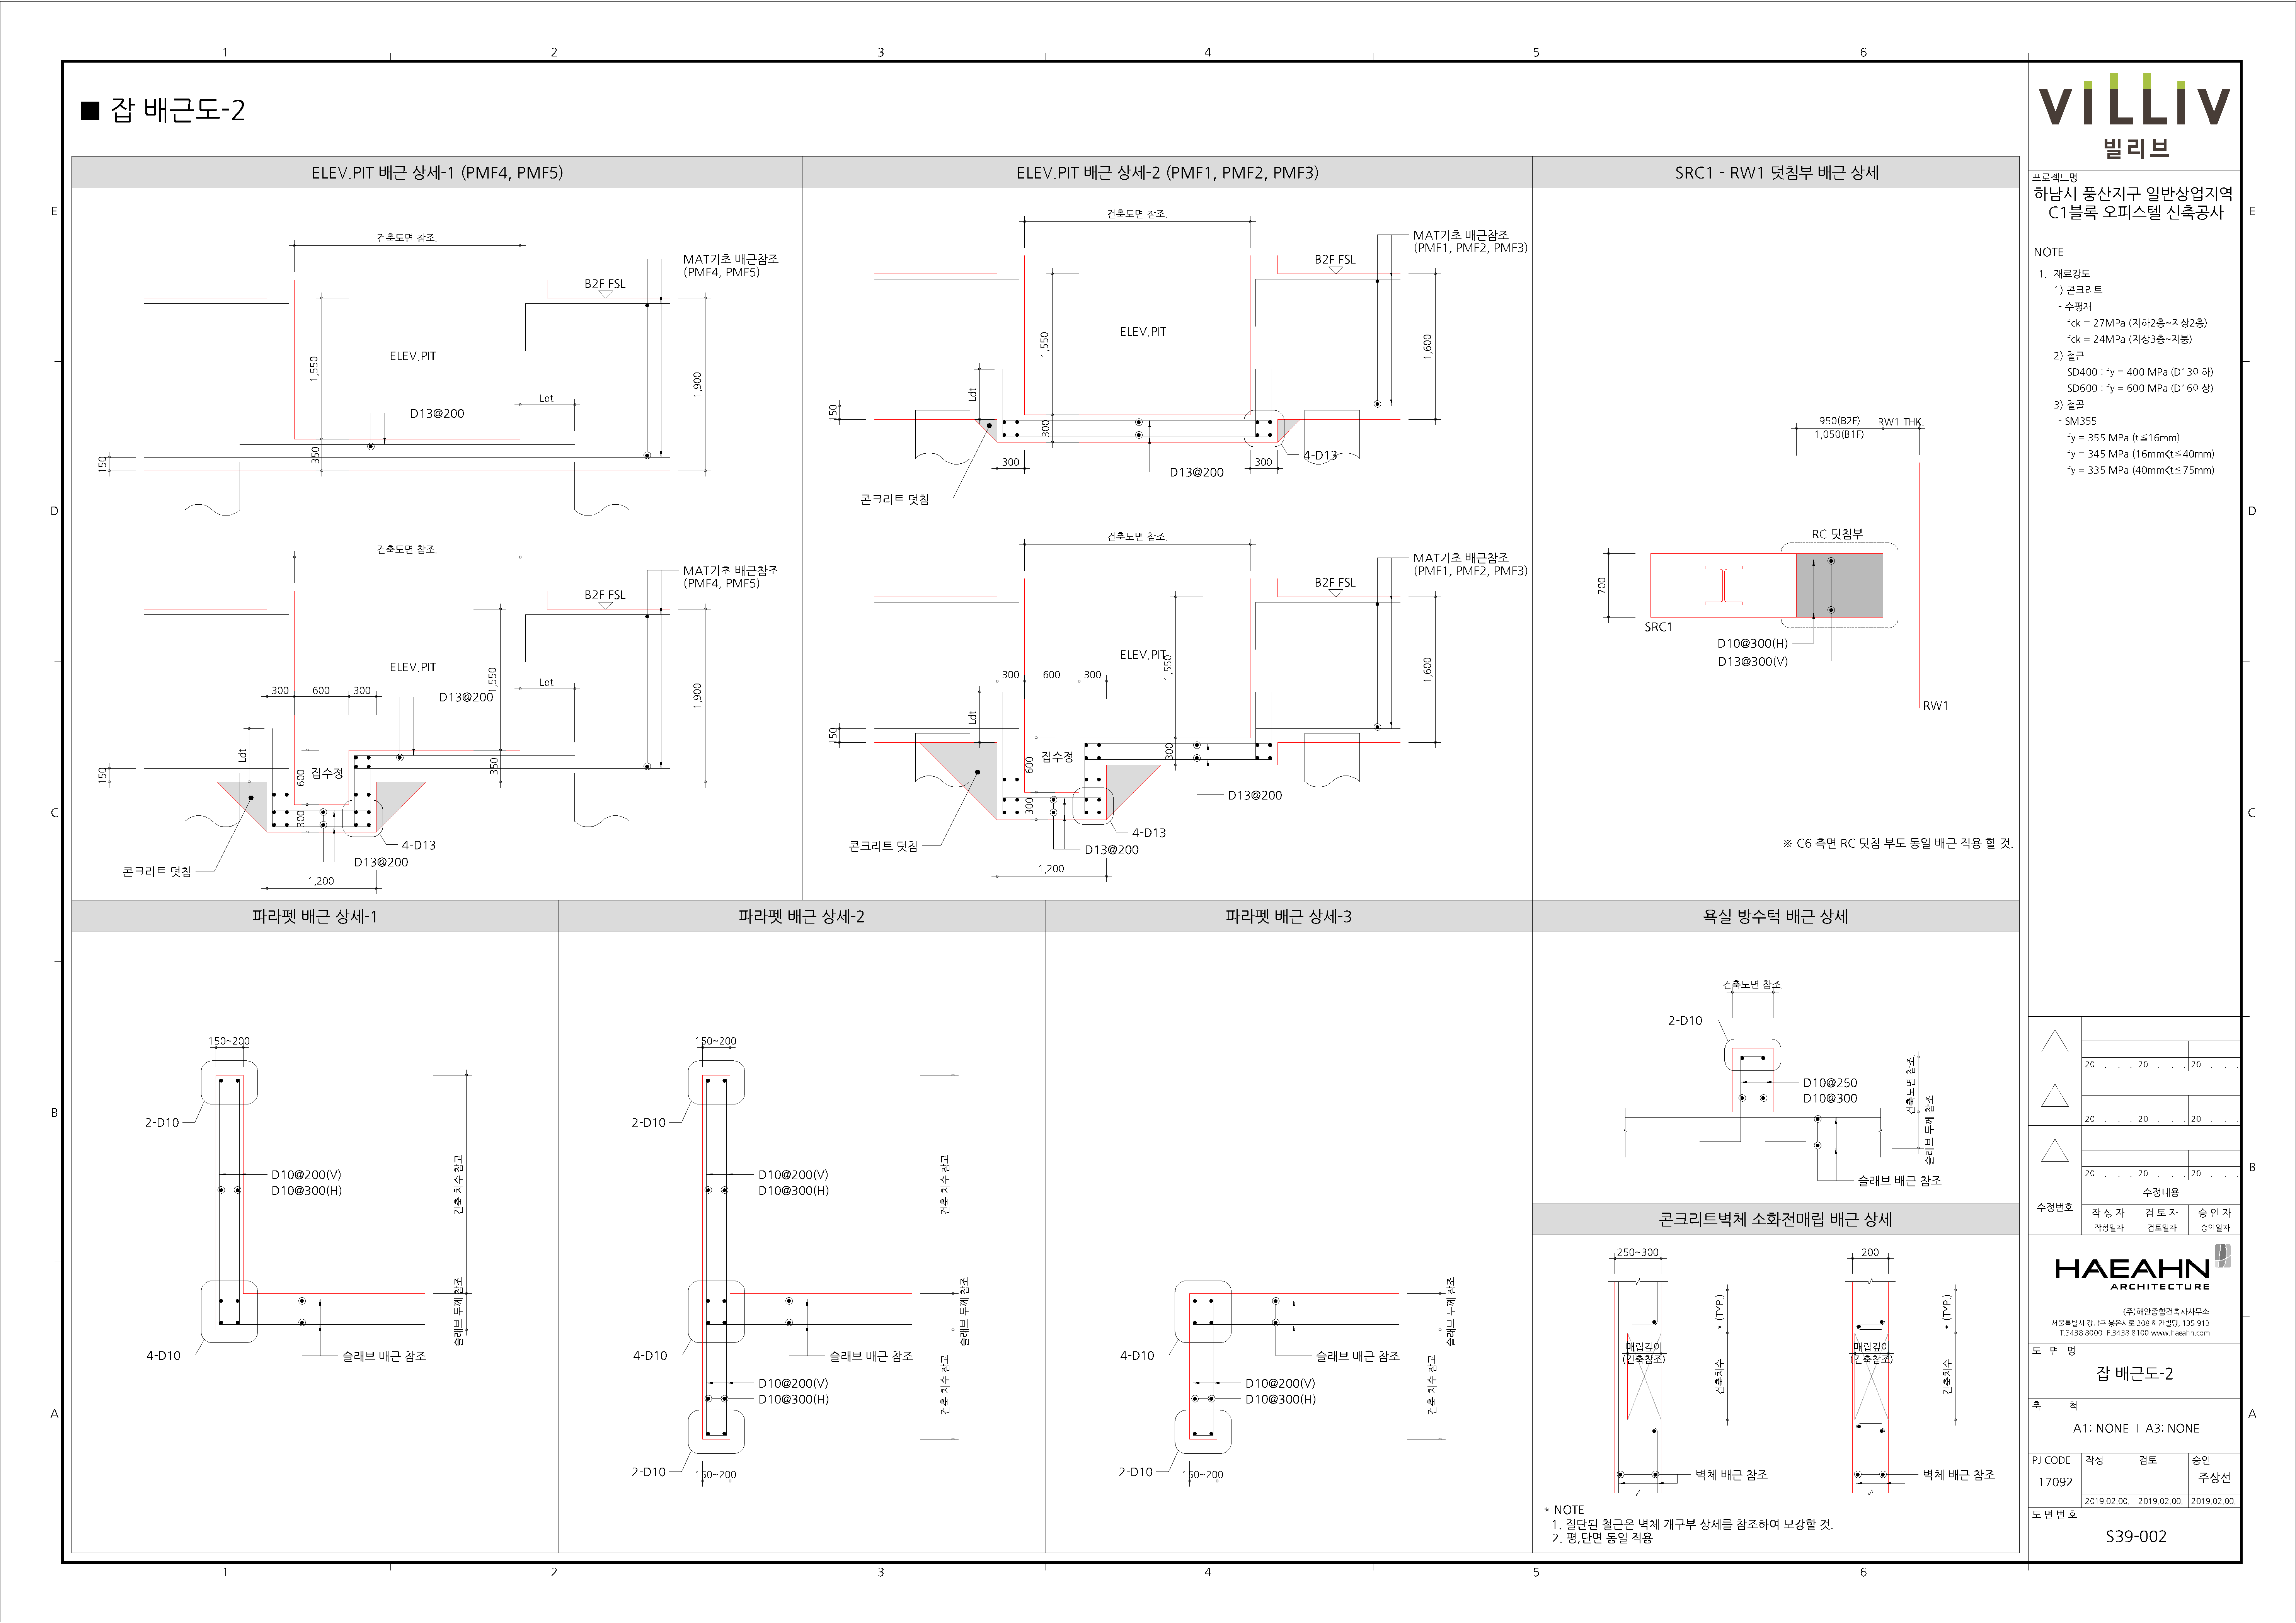 1 2 3 4 5 6
■ 잡 배근도-2
ELEV.PIT 배근 상세-1 (PMF4, PMF5)
건축도면 참조.
MAT기초 배근참조
(PMF4, PMF5)
B2F FSL
ELEV.PIT
1,550
1,900
Ldt
D13@200
350
150
건축도면 참조.
MAT기초 배근참조
(PMF4, PMF5)
B2F FSL
ELEV.PIT
1,550
1,900
300 600 300
Ldt
D13@200
Ldt
집수정
600
350
150
300
4-D13
D13@200
콘크리트 덧침
1,200
ELEV.PIT 배근 상세-2 (PMF1, PMF2, PMF3)
건축도면 참조.
MAT기초 배근참조
(PMF1, PMF2, PMF3)
B2F FSL
ELEV.PIT
1,550
1,600
Ldt
150
300
300
300
4-D13
D13@200
콘크리트 덧침
건축도면 참조.
MAT기초 배근참조
(PMF1, PMF2, PMF3)
B2F FSL
ELEV.PIT
1,550
1,600
300 600 300
Ldt
150
집수정
600
300
300
D13@200
4-D13
D13@200
콘크리트 덧침
1,200
SRC1 - RW1 덧침부 배근 상세
950(B2F) RW1 THK.
1,050(B1F)
RC 덧침부
700
SRC1
D10@300(H)
D13@300(V)
RW1
※ C6 측면 RC 덧침 부도 동일 배근 적용 할 것.
파라펫 배근 상세-1
150~200
2-D10
D10@200(V)
D10@300(H)
건축 치수 참고
슬래브 두께 참조
4-D10
슬래브 배근 참조
파라펫 배근 상세-2
150~200
2-D10
D10@200(V)
D10@300(H)
건축 치수 참고
슬래브 두께 참조
4-D10
슬래브 배근 참조
D10@200(V)
D10@300(H)
건축 치수 참고
2-D10
150~200
파라펫 배근 상세-3
슬래브 두께 참조
4-D10
슬래브 배근 참조
D10@200(V)
D10@300(H)
건축 치수 참고
2-D10
150~200
욕실 방수턱 배근 상세
건축도면 참조.
2-D10
D10@250
D10@300
건축도면 참조
슬래브 두께 참조
슬래브 배근 참조
콘크리트벽체 소화전매립 배근 상세
250~300
* (TYP.)
매립깊이
(건축참조)
건축치수
벽체 배근 참조
200
* (TYP.)
매립깊이
(건축참조)
건축치수
벽체 배근 참조
* NOTE
1. 절단된 철근은 벽체 개구부 상세를 참조하여 보강할 것.
2. 평,단면 동일 적용
VILLIV
빌리브
프로젝트명
하남시 풍산지구 일반상업지역
C1블록 오피스텔 신축공사
NOTE
1. 재료강도
1) 콘크리트
- 수평재
fck = 27MPa (지하2층~지상2층)
fck = 24MPa (지상3층~지붕)
2) 철근
SD400 : fy = 400 MPa (D13이하)
SD600 : fy = 600 MPa (D16이상)
3) 철골
- SM355
fy = 355 MPa (t≦16mm)
fy = 345 MPa (16mm<t≦40mm)
fy = 335 MPa (40mm<t≦75mm)
20 . . . 20 . . . 20 . . .
20 . . . 20 . . . 20 . . .
20 . . . 20 . . . 20 . . .
수정번호
수정내용
작 성 자 검 토 자 승 인 자
작성일자 검토일자 승인일자
HAEAHN
ARCHITECTURE
(주)해안종합건축사사무소
서울특별시 강남구 봉은사로 208 해안빌딩, 135-913
T.3438 8000 F.3438 8100 www.haeahn.com
도 면 명
잡 배근도-2
축 척
A1: NONE I A3: NONE
PJ CODE 작성 검토 승인
17092 주상선
2019.02.00. 2019.02.00. 2019.02.00.
도 면 번 호
S39-002
E
D
C
B
A
E
D
C
B
A
1 2 3 4 5 6